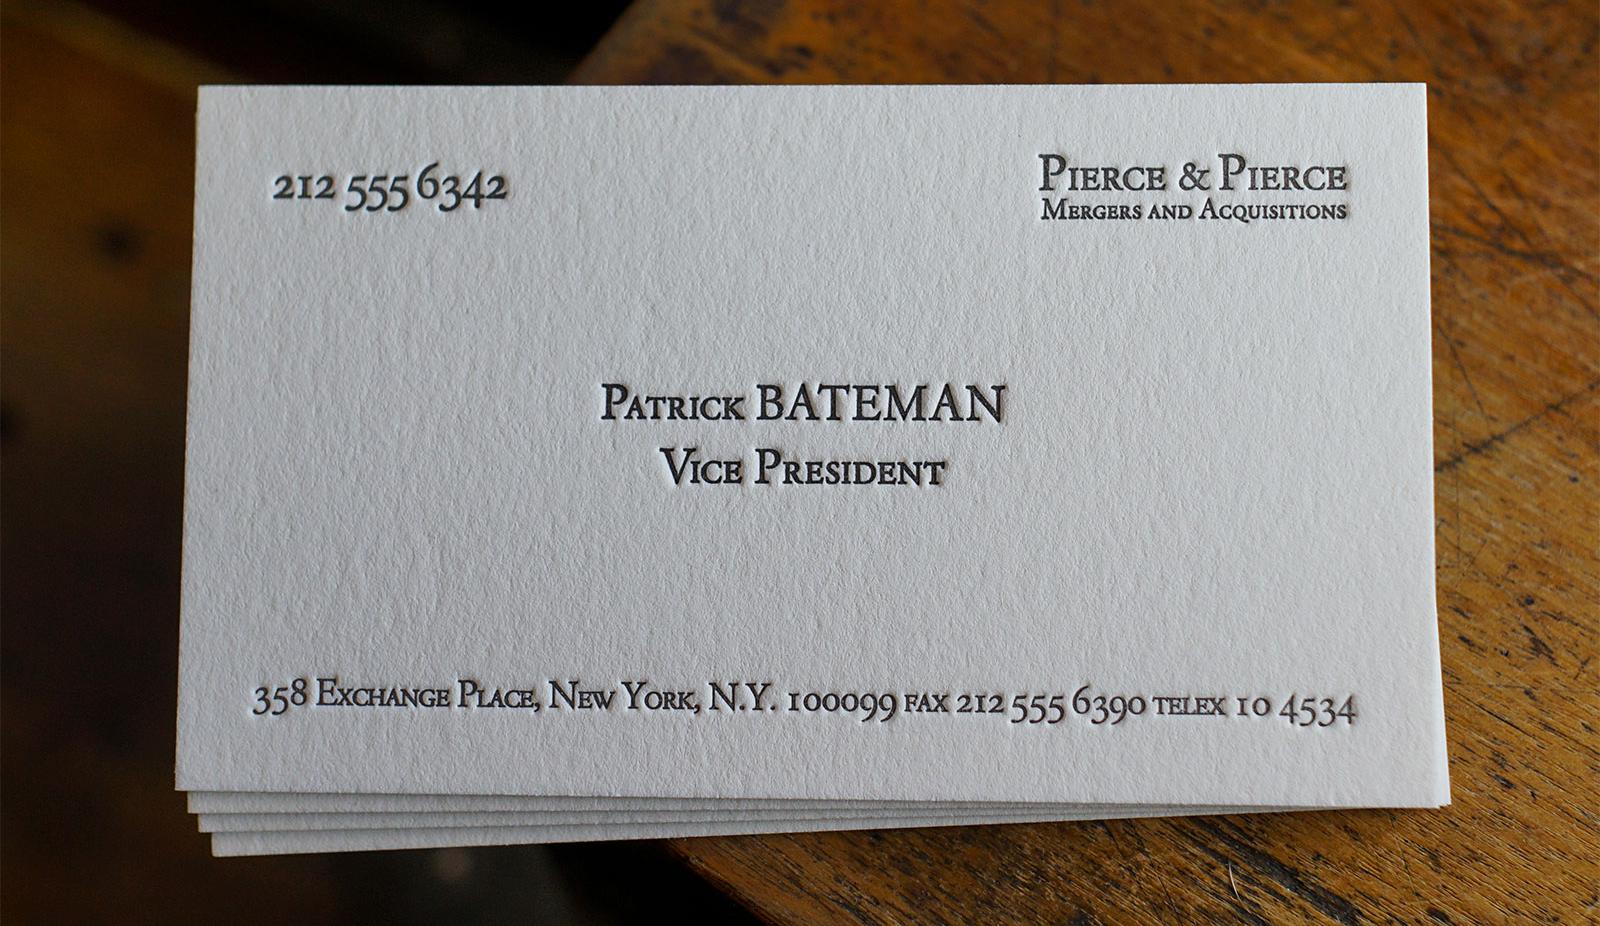 212 555 6342
Pierce & Pierce
Mergers and Acquisitions
Patrick BATEMAN
Vice President
358 Exchange Place, New York, N.Y. 100099 fax 212 555 6390 telex 10 4534